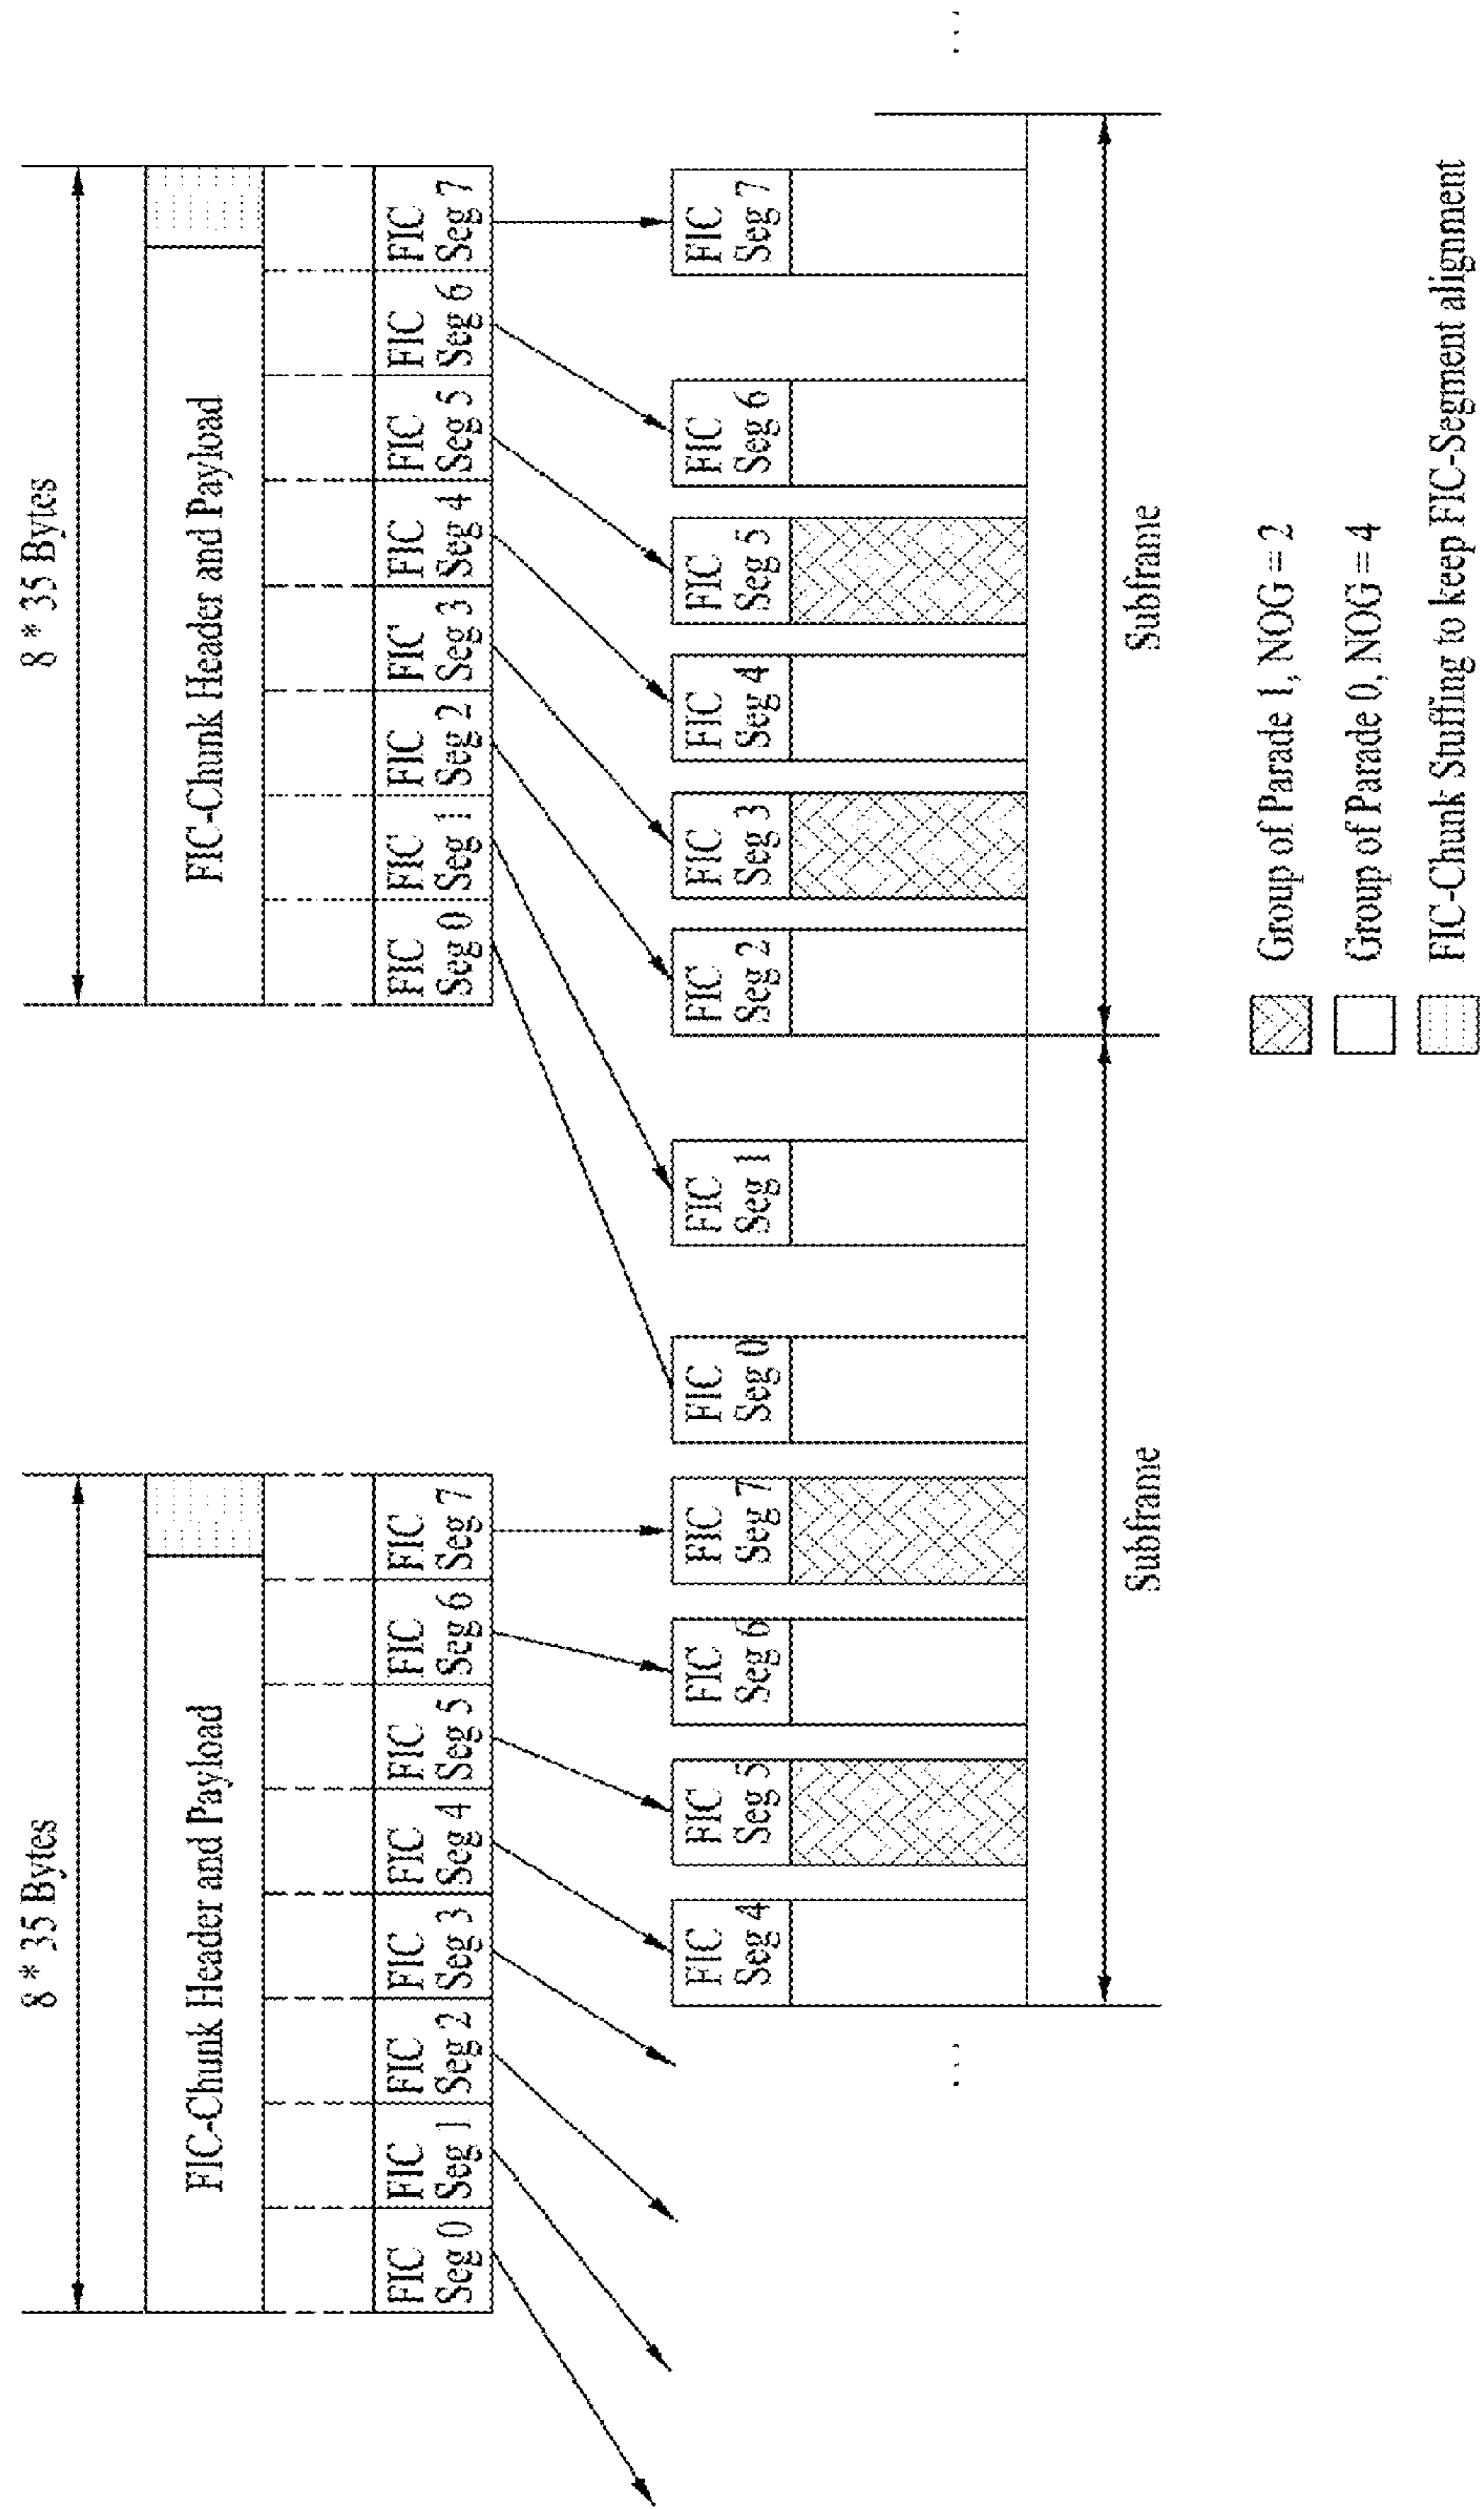 8 * 35 Bytes
8 * 35 Bytes
FIC-Chunk Header and Payload
FIC-Chunk Header and Payload
FIC
Seg 0
FIC
Seg 1
FIC
Seg 2
FIC
Seg 3
FIC
Seg 4
FIC
Seg 5
FIC
Seg 6
FIC
Seg 7
FIC
Seg 0
FIC
Seg 1
FIC
Seg 2
FIC
Seg 3
FIC
Seg 4
FIC
Seg 5
FIC
Seg 6
FIC
Seg 7
FIC
Seg 4
FIC
Seg 5
FIC
Seg 6
FIC
Seg 7
FIC
Seg 0
FIC
Seg 1
FIC
Seg 2
FIC
Seg 3
FIC
Seg 4
FIC
Seg 5
FIC
Seg 6
FIC
Seg 7
Subframe
Subframe
Group of Parade 1, NOG = 2
Group of Parade 0, NOG = 4
FIC-Chunk Stuffing to keep FIC-Segment alignment